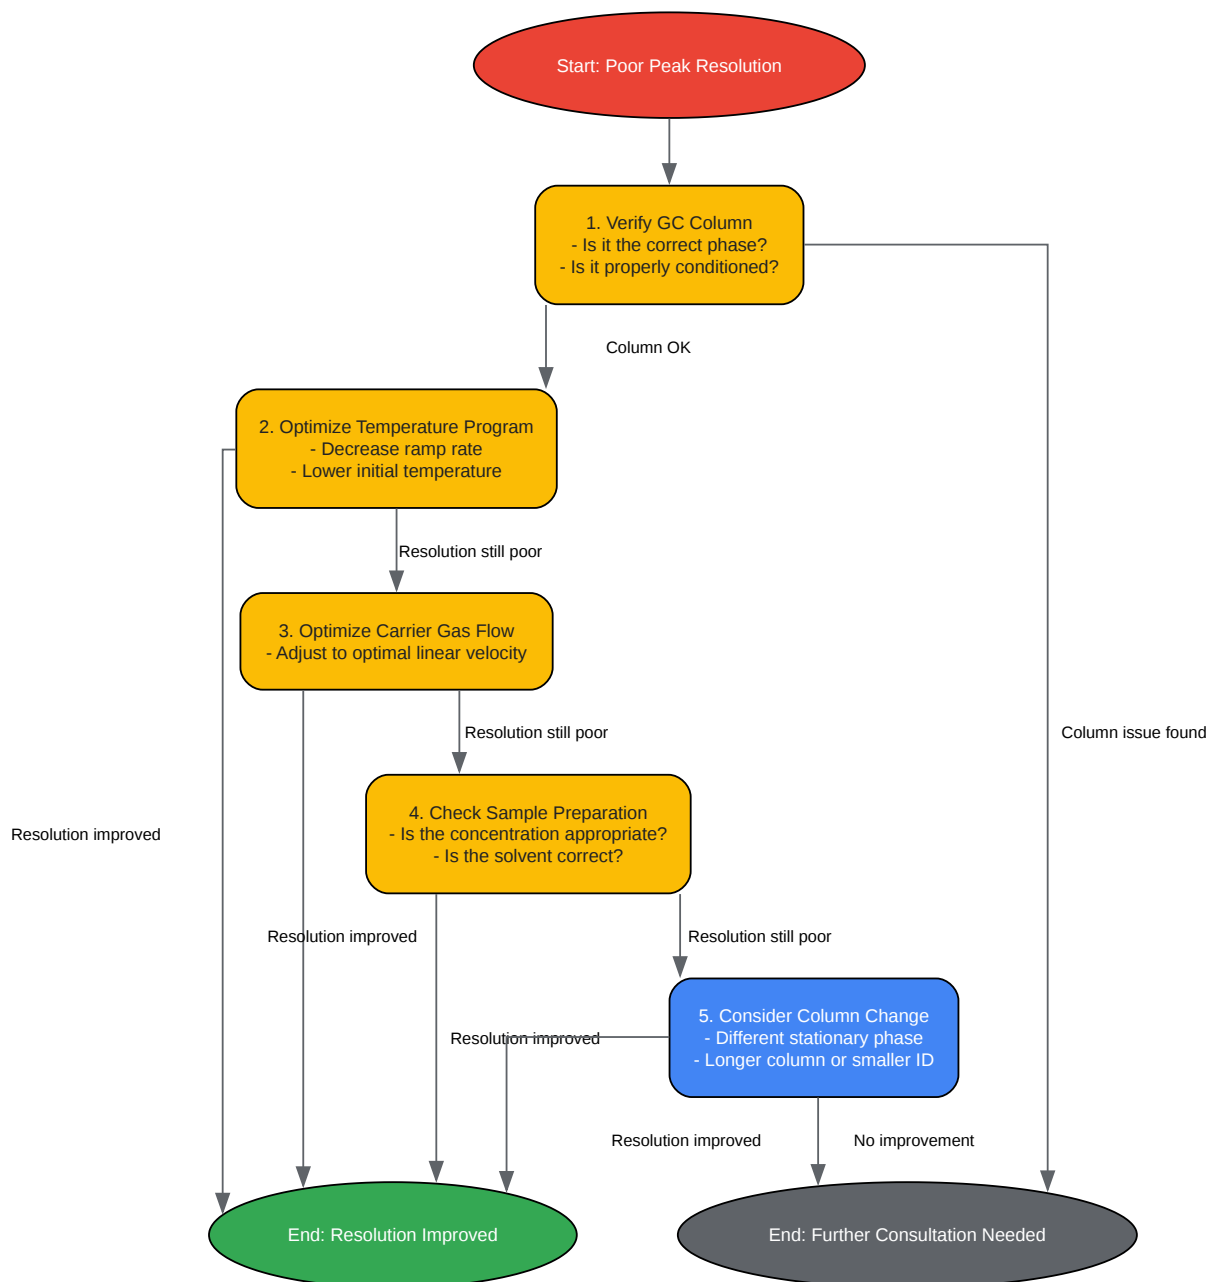 Start: Poor Peak Resolution
1. Verify GC Column
- Is it the correct phase?
- Is it properly conditioned?
Column OK
2. Optimize Temperature Program
- Decrease ramp rate
- Lower initial temperature
Resolution still poor
3. Optimize Carrier Gas Flow
- Adjust to optimal linear velocity
Resolution still poor
Column issue found
4. Check Sample Preparation
- Is the concentration appropriate?
- Is the solvent correct?
Resolution improved
Resolution improved
Resolution still poor
5. Consider Column Change
- Different stationary phase
- Longer column or smaller ID
Resolution improved
Resolution improved
No improvement
End: Resolution Improved
End: Further Consultation Needed